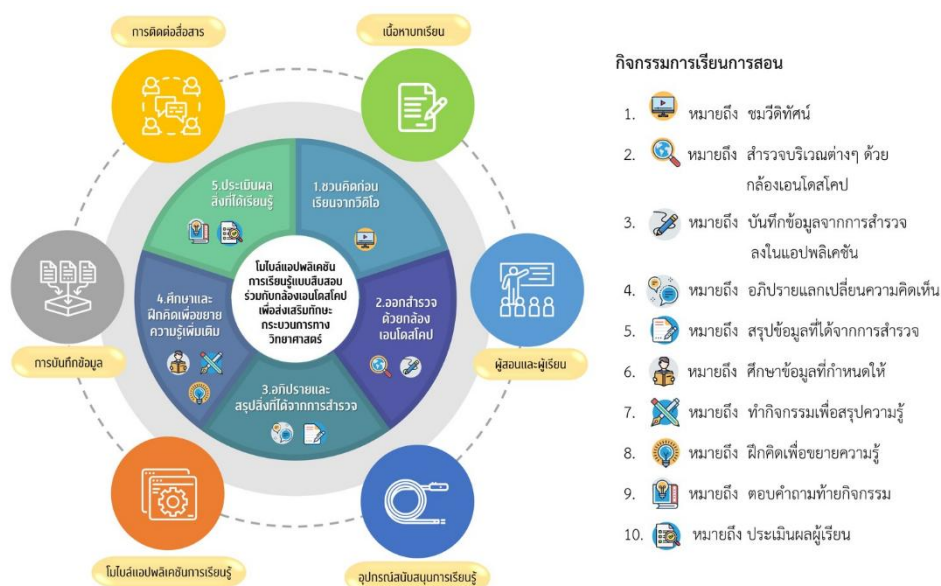 การติดต่อสื่อสาร
เนื้อหาบทเรียน
5.ประเมินผล
สิ่งที่ได้เรียนรู้
1.ชวนคิดก่อน
เรียนจากวิดีโอ
โมไบล์แอปพลิเคชัน
การเรียนรู้แบบสืบสอบ
ร่วมกับกล้องเอนโดสโคป
เพื่อส่งเสริมทักษะ
กระบวนการทาง
วิทยาศาสตร์
4.ศึกษาและ
ฝึกคิดเพื่อขยาย
ความรู้เพิ่มเติม
2.ออกสำรวจ
ด้วยกล้อง
เอนโดสโคป
3.อภิปรายและ
สรุปสิ่งที่ได้จากการสำรวจ
การบันทึกข้อมูล
ผู้สอนและผู้เรียน
โมไบล์แอปพลิเคชันการเรียนรู้
อุปกรณ์สนับสนุนการเรียนรู้
กิจกรรมการเรียนการสอน
1. หมายถึง ชมวีดิทัศน์
2. หมายถึง สำรวจบริเวณต่างๆ ด้วย
กล้องเอนโดสโคป
3. หมายถึง บันทึกข้อมูลจากการสำรวจ
ลงในแอปพลิเคชัน
4. หมายถึง อภิปรายแลกเปลี่ยนความคิดเห็น
5. หมายถึง สรุปข้อมูลที่ได้จากการสำรวจ
6. หมายถึง ศึกษาข้อมูลที่กำหนดให้
7. หมายถึง ทำกิจกรรมเพื่อสรุปความรู้
8. หมายถึง ฝึกคิดเพื่อขยายความรู้
9. หมายถึง ตอบคำถามท้ายกิจกรรม
10. หมายถึง ประเมินผลผู้เรียน